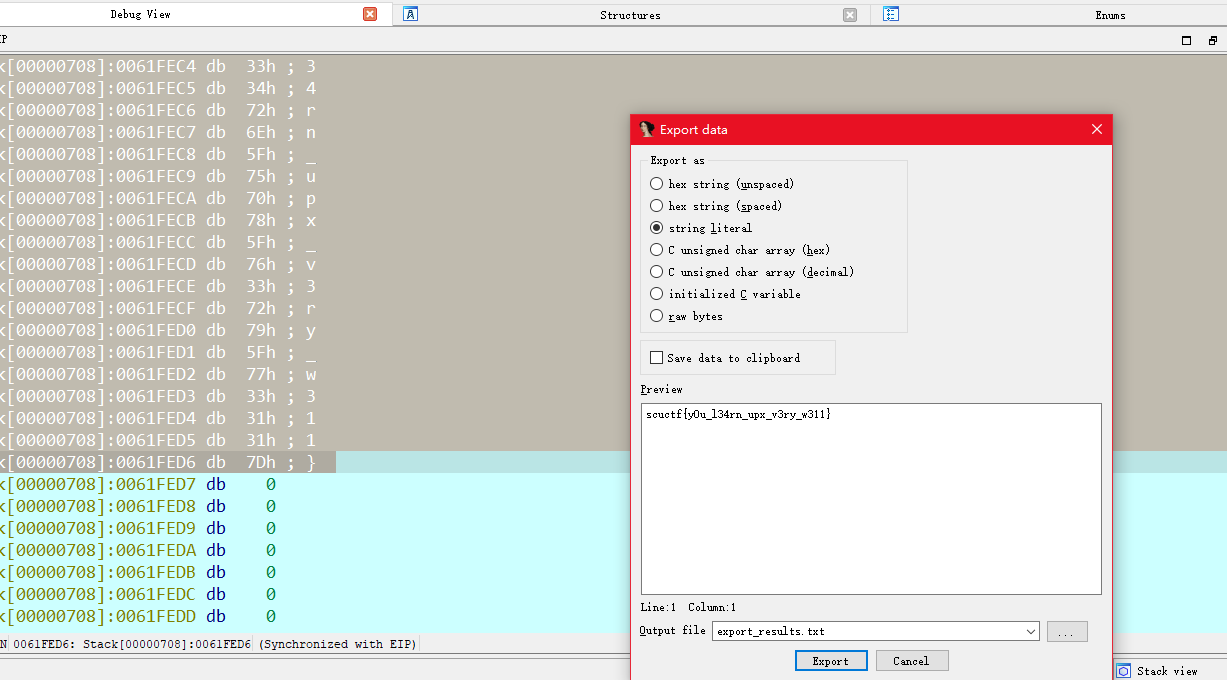 Debug View
Structures
Enums
IP
k[00000708]:0061FEC4 db 33h ; 3
k[00000708]:0061FEC5 db 34h ; 4
k[00000708]:0061FEC6 db 72h ; r
k[00000708]:0061FEC7 db 6Eh ; n
k[00000708]:0061FEC8 db 5Fh ; _
k[00000708]:0061FEC9 db 75h ; u
k[00000708]:0061FECA db 70h ; p
k[00000708]:0061FECB db 78h ; x
k[00000708]:0061FECC db 5Fh ; _
k[00000708]:0061FECD db 76h ; v
k[00000708]:0061FECE db 33h ; 3
k[00000708]:0061FECF db 72h ; r
k[00000708]:0061FED0 db 79h ; y
k[00000708]:0061FED1 db 5Fh ; _
k[00000708]:0061FED2 db 77h ; w
k[00000708]:0061FED3 db 33h ; 3
k[00000708]:0061FED4 db 31h ; 1
k[00000708]:0061FED5 db 31h ; 1
k[00000708]:0061FED6 db 7Dh ; }
k[00000708]:0061FED7 db 0
k[00000708]:0061FED8 db 0
k[00000708]:0061FED9 db 0
k[00000708]:0061FEDA db 0
k[00000708]:0061FEDB db 0
k[00000708]:0061FEDC db 0
k[00000708]:0061FEDD db 0
N 0061FED6: Stack[00000708]:0061FED6 (Synchronized with EIP)
Export data
Export as
hex string (unspaced)
hex string (spaced)
string literal
C unsigned char array (hex)
C unsigned char array (decimal)
initialized C variable
raw bytes
Save data to clipboard
Preview
scuctf{y0u_l34rn_upx_v3ry_w311}
Line:1 Column:1
Output file export_results.txt ...
Export Cancel
Stack view